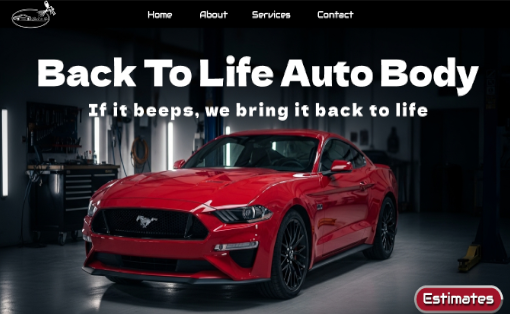 Home About Services Contact
Back To Life Auto Body
If it beeps, we bring it back to life
Estimates